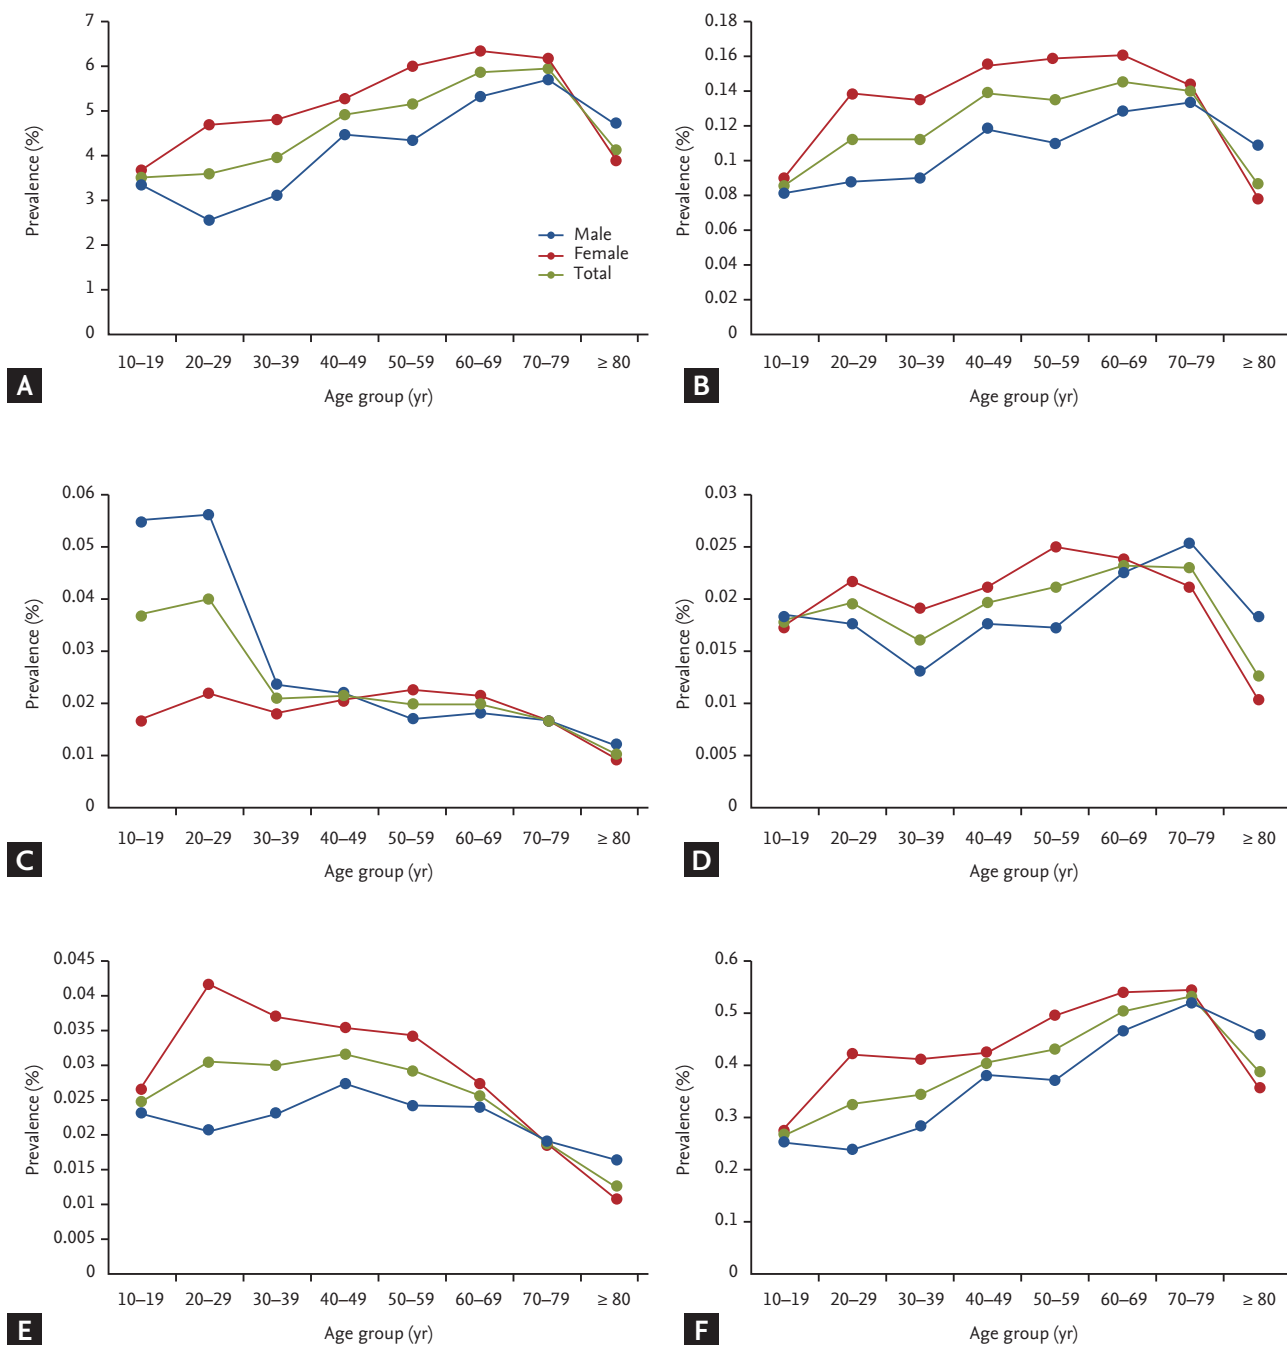 7
6
5
4
3
2
1
0
Prevalence (%)
Male
Female
Total
10–19 20–29 30–39 40–49 50–59 60–69 70–79 ≥ 80
Age group (yr)
A
0.18
0.16
0.14
0.12
0.1
0.08
0.06
0.04
0.02
0
Prevalence (%)
10–19 20–29 30–39 40–49 50–59 60–69 70–79 ≥ 80
Age group (yr)
B
0.06
0.05
0.04
0.03
0.02
0.01
0
Prevalence (%)
10–19 20–29 30–39 40–49 50–59 60–69 70–79 ≥ 80
Age group (yr)
C
0.03
0.025
0.02
0.015
0.01
0.005
0
Prevalence (%)
10–19 20–29 30–39 40–49 50–59 60–69 70–79 ≥ 80
Age group (yr)
D
0.045
0.04
0.035
0.03
0.025
0.02
0.015
0.01
0.005
0
Prevalence (%)
10–19 20–29 30–39 40–49 50–59 60–69 70–79 ≥ 80
Age group (yr)
E
0.6
0.5
0.4
0.3
0.2
0.1
0
Prevalence (%)
10–19 20–29 30–39 40–49 50–59 60–69 70–79 ≥ 80
Age group (yr)
F